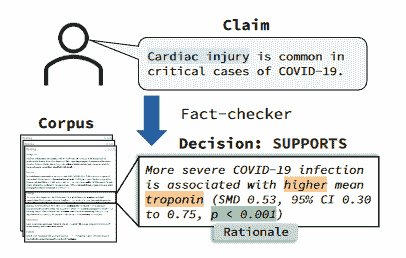 Claim
Cardiac injury is common in
critical cases of COVID-19.
Fact-checker
Corpus
Decision: SUPPORTS
More severe COVID-19 infection
is associated with higher mean
troponin (SMD 0.53, 95% CI 0.30
to 0.75, p < 0.001)
Rationale